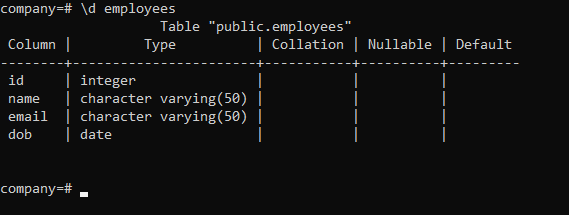 company=# \d employees
                    Table "public.employees"
 Column |         Type          | Collation | Nullable | Default
--------+-----------------------+-----------+----------+---------
 id     | integer               |           |          |
 name   | character varying(50) |           |          |
 email  | character varying(50) |           |          |
 dob    | date                  |           |          |
company=#